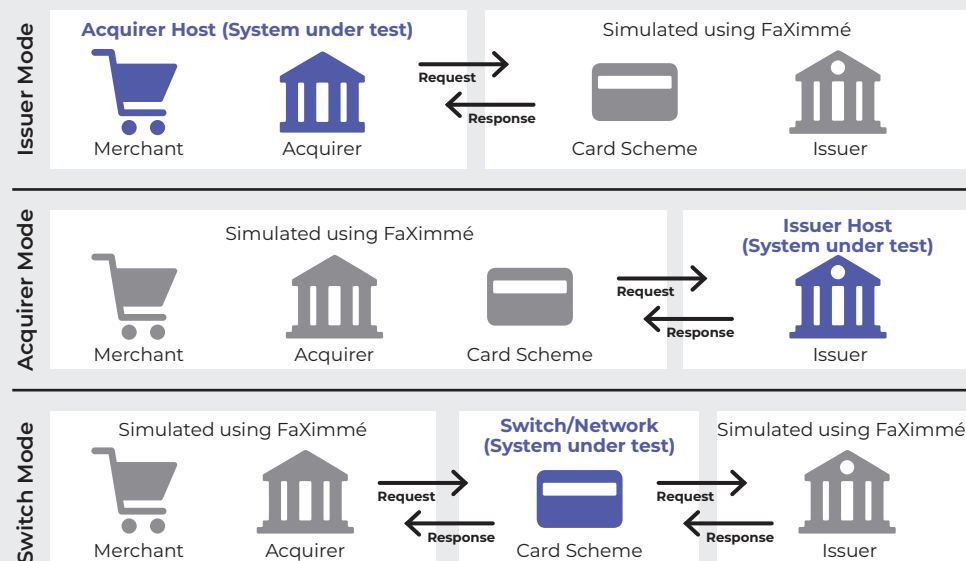 Issuer Mode
Acquirer Host (System under test)
Simulated using FaXimmé
Request
Response
Merchant
Acquirer
Card Scheme
Issuer
Acquirer Mode
Simulated using FaXimmé
Issuer Host
(System under test)
Request
Response
Merchant
Acquirer
Card Scheme
Issuer
Switch Mode
Simulated using FaXimmé
Switch/Network
(System under test)
Simulated using FaXimmé
Request
Response
Request
Response
Merchant
Acquirer
Card Scheme
Issuer